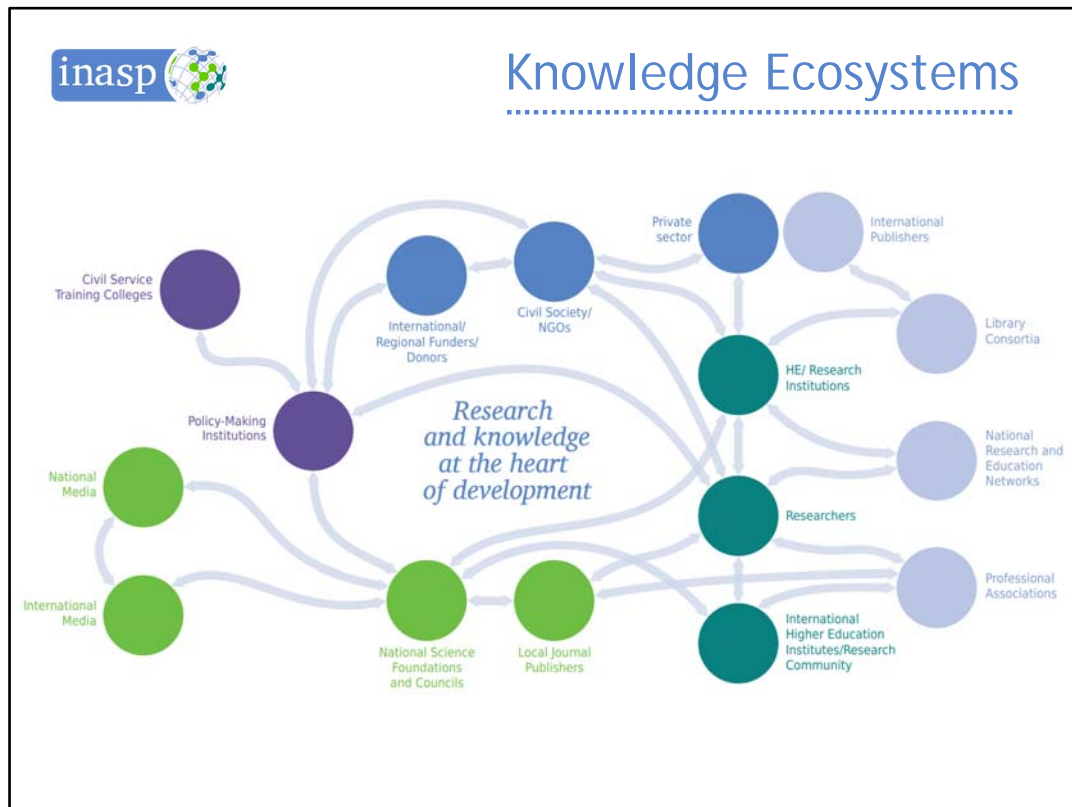 inasp
Knowledge Ecosystems
Private
sector
International
Publishers
Civil Service
Training Colleges
International/
Regional Funders/
Donors
Civil Society/
NGOs
Library
Consortia
HE/ Research
Institutions
Policy-Making
Institutions
Research
and knowledge
at the heart
of development
National
Research and
Education
Networks
National
Media
Researchers
International
Media
National Science
Foundations
and Councils
Local Journal
Publishers
International
Higher Education
Institutes/Research
Community
Professional
Associations